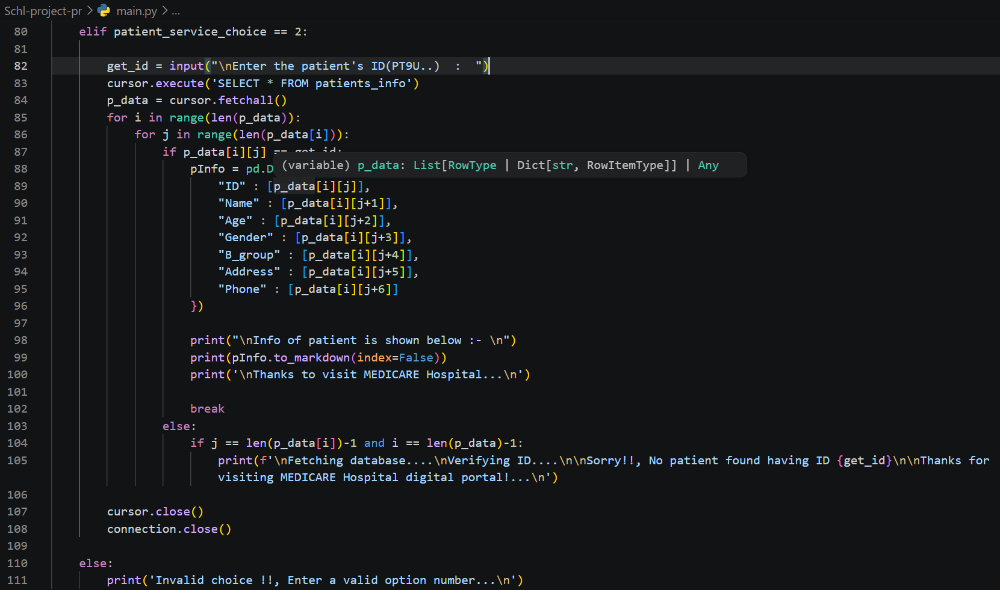 Schl-project-pr > main.py > ...
80 elif patient_service_choice == 2:
81
82 get_id = input("\nEnter the patient's ID(PT9U..)  :  ")
83 cursor.execute('SELECT * FROM patients_info')
84 p_data = cursor.fetchall()
85 for i in range(len(p_data)):
86 for j in range(len(p_data[i])):
87 if p_data[i][j] == get_id:
88 pInfo = pd.D
(variable) p_data: List[RowType | Dict[str, RowItemType]] | Any
89 "ID" : [p_data[i][j]],
90 "Name" : [p_data[i][j+1]],
91 "Age" : [p_data[i][j+2]],
92 "Gender" : [p_data[i][j+3]],
93 "B_group" : [p_data[i][j+4]],
94 "Address" : [p_data[i][j+5]],
95 "Phone" : [p_data[i][j+6]]
96 })
97
98 print("\nInfo of patient is shown below :- \n")
99 print(pInfo.to_markdown(index=False))
100 print('\nThanks to visit MEDICARE Hospital...\n')
101
102 break
103 else:
104 if j == len(p_data[i])-1 and i == len(p_data)-1:
105 print(f'\nFetching database....\nVerifying ID....\n\nSorry!!, No patient found having ID {get_id}\n\nThanks for
visiting MEDICARE Hospital digital portal!...\n')
106
107 cursor.close()
108 connection.close()
109
110 else:
111 print('Invalid choice !!, Enter a valid option number...\n')